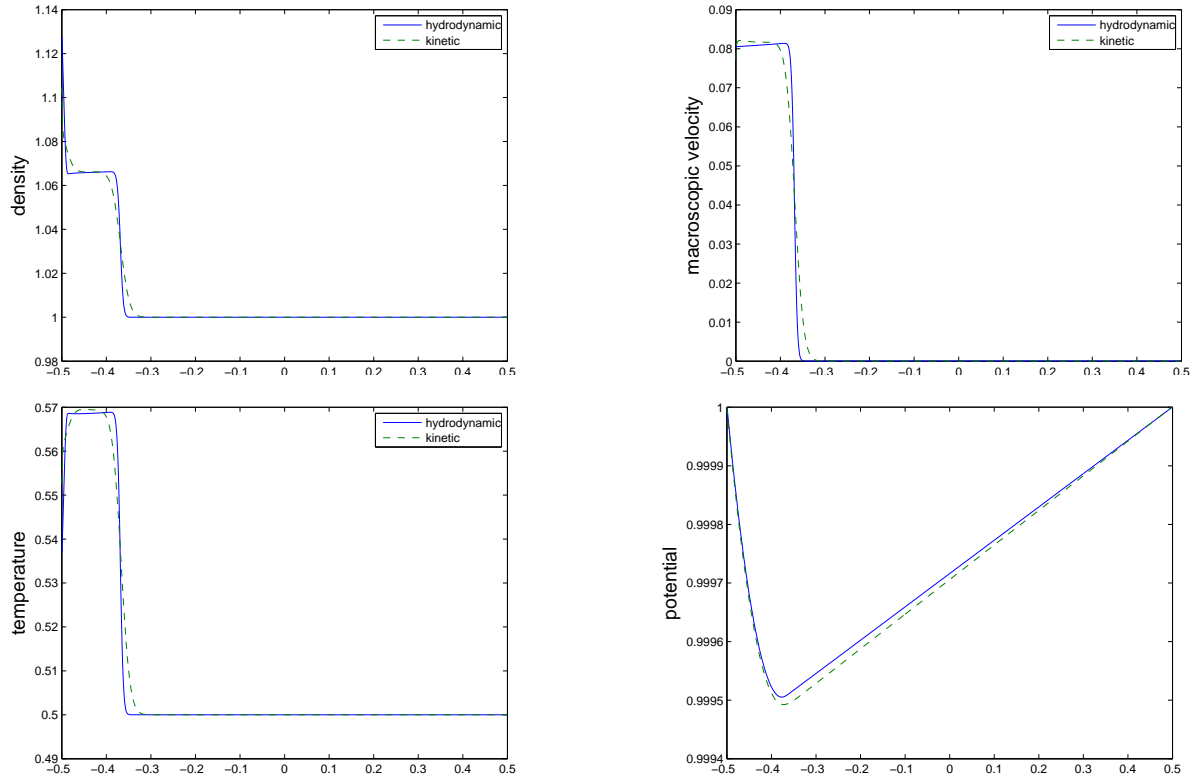 1.14
1.12
1.1
1.08
1.06
1.04
1.02
1
0.98
density
hydrodynamic
kinetic
−0.5 −0.4 −0.3 −0.2 −0.1 0 0.1 0.2 0.3 0.4 0.5
0.09
0.08
0.07
0.06
0.05
0.04
0.03
0.02
0.01
0
macroscopic velocity
hydrodynamic
kinetic
−0.5 −0.4 −0.3 −0.2 −0.1 0 0.1 0.2 0.3 0.4 0.5
0.57
0.56
0.55
0.54
0.53
0.52
0.51
0.5
0.49
temperature
hydrodynamic
kinetic
−0.5 −0.4 −0.3 −0.2 −0.1 0 0.1 0.2 0.3 0.4 0.5
1
0.9999
0.9998
0.9997
0.9996
0.9995
0.9994
potential
−0.5 −0.4 −0.3 −0.2 −0.1 0 0.1 0.2 0.3 0.4 0.5